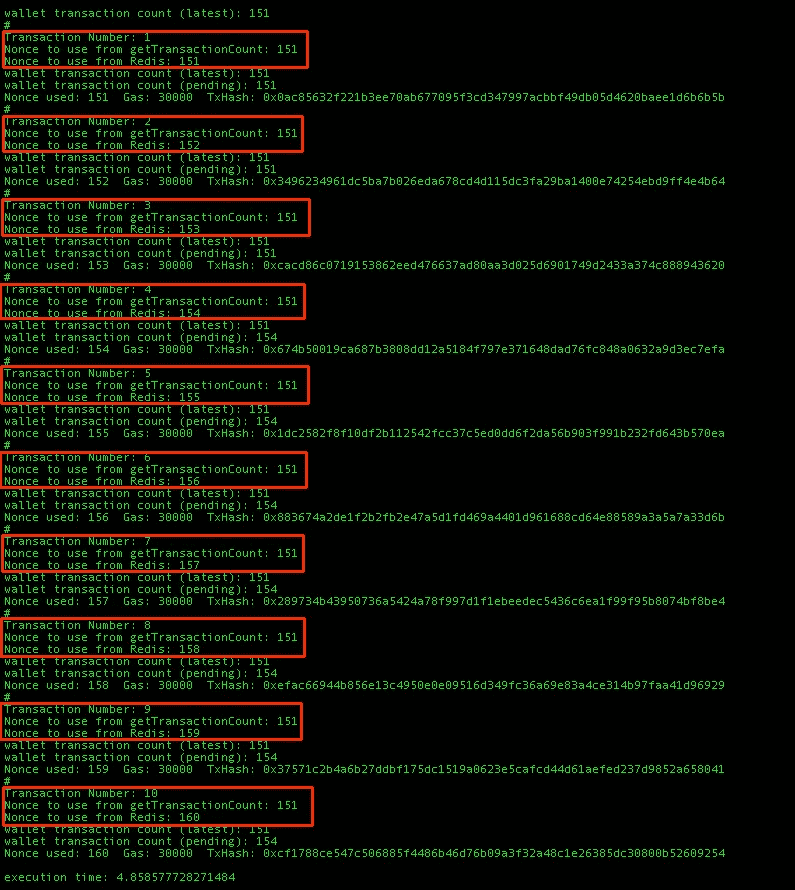 wallet transaction count (latest): 151
#
Transaction Number: 1
Nonce to use from getTransactionCount: 151
Nonce to use from Redis: 151
wallet transaction count (latest): 151
wallet transaction count (pending): 151
Nonce used: 151  Gas: 30000  TxHash: 0x0ac85632f221b3ee70ab677095f3cd347997acbbf49db05d4620baee1d6b6b5b
#
Transaction Number: 2
Nonce to use from getTransactionCount: 151
Nonce to use from Redis: 152
wallet transaction count (latest): 151
wallet transaction count (pending): 151
Nonce used: 152  Gas: 30000  TxHash: 0x3496234961dc5ba7b026eda678cd4d115dc3fa29ba1400e74254ebd9ff4e4b64
#
Transaction Number: 3
Nonce to use from getTransactionCount: 151
Nonce to use from Redis: 153
wallet transaction count (latest): 151
wallet transaction count (pending): 151
Nonce used: 153  Gas: 30000  TxHash: 0xcacd86c0719153862eed476637ad80aa3d025d6901749d2433a374c888943620
#
Transaction Number: 4
Nonce to use from getTransactionCount: 151
Nonce to use from Redis: 154
wallet transaction count (latest): 151
wallet transaction count (pending): 154
Nonce used: 154  Gas: 30000  TxHash: 0x674b50019ca687b3808dd12a5184f797e371648dad76fc848a0632a9d3ec7efa
#
Transaction Number: 5
Nonce to use from getTransactionCount: 151
Nonce to use from Redis: 155
wallet transaction count (latest): 151
wallet transaction count (pending): 154
Nonce used: 155  Gas: 30000  TxHash: 0x1dc2582f8f10df2b112542fcc37c5ed0dd6f2da56b903f991b232fd643b570ea
#
Transaction Number: 6
Nonce to use from getTransactionCount: 151
Nonce to use from Redis: 156
wallet transaction count (latest): 151
wallet transaction count (pending): 154
Nonce used: 156  Gas: 30000  TxHash: 0x883674a2de1f2b2fb2e47a5d1fd469a4401d961688cd64e88589a3a5a7a33d6b
#
Transaction Number: 7
Nonce to use from getTransactionCount: 151
Nonce to use from Redis: 157
wallet transaction count (latest): 151
wallet transaction count (pending): 154
Nonce used: 157  Gas: 30000  TxHash: 0x289734b43950736a5424a78f997d1f1ebeedec5436c6ea1f99f95b8074bf8be4
#
Transaction Number: 8
Nonce to use from getTransactionCount: 151
Nonce to use from Redis: 158
wallet transaction count (latest): 151
wallet transaction count (pending): 154
Nonce used: 158  Gas: 30000  TxHash: 0xefac66944b856e13c4950e0e09516d349fc36a69e83a4ce314b97faa41d96929
#
Transaction Number: 9
Nonce to use from getTransactionCount: 151
Nonce to use from Redis: 159
wallet transaction count (latest): 151
wallet transaction count (pending): 154
Nonce used: 159  Gas: 30000  TxHash: 0x37571c2b4a6b27ddbf175dc1519a0623e5cafcd44d61aefed237d9852a658041
#
Transaction Number: 10
Nonce to use from getTransactionCount: 151
Nonce to use from Redis: 160
wallet transaction count (latest): 151
wallet transaction count (pending): 154
Nonce used: 160  Gas: 30000  TxHash: 0xcf1788ce547c506885f4486b46d76b09a3f32a48c1e26385dc30800b52609254
execution time: 4.858577728271484